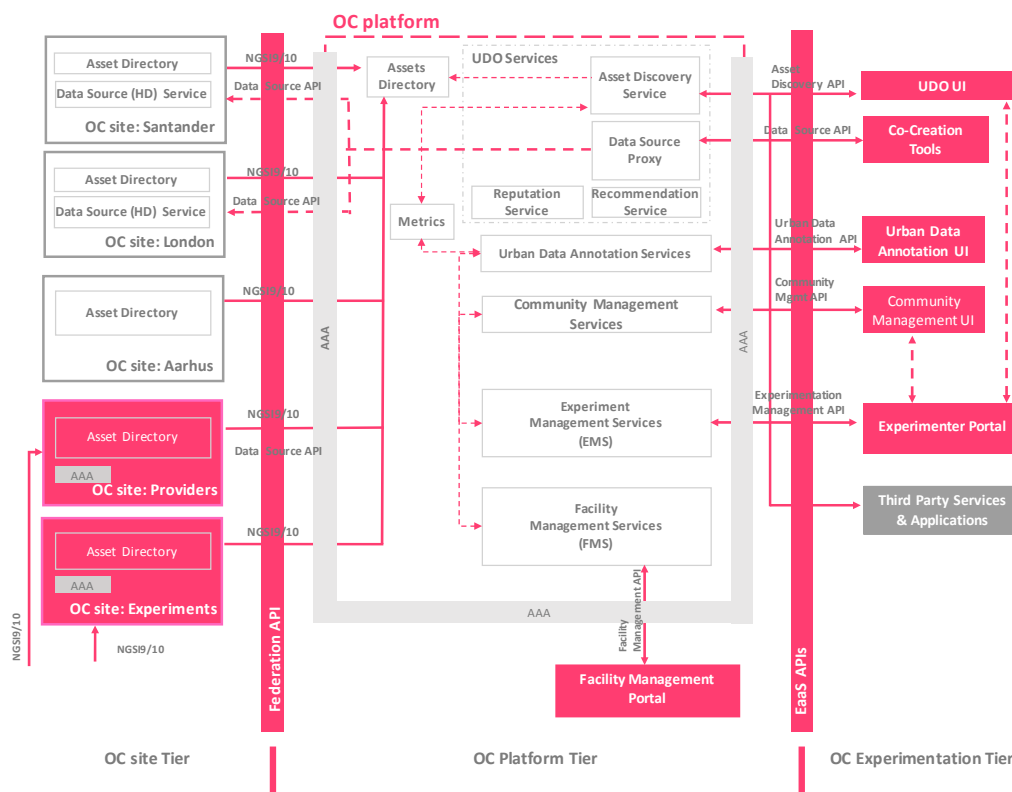 OC platform
Asset Directory
Data Source (HD) Service
OC site: Santander
Asset Directory
Data Source (HD) Service
OC site: London
Asset Directory
OC site: Aarhus
Asset Directory
AAA
OC site: Providers
Asset Directory
AAA
OC site: Experiments
NGSI9/10
NGSI9/10
NGSI9/10
Data Source API
NGSI9/10
Data Source API
NGSI9/10
NGSI9/10
Data Source API
NGSI9/10
Federation API
AAA
Assets
Directory
Metrics
UDO Services
Asset Discovery
Service
Data Source
Proxy
Reputation
Service
Recommendation
Service
Urban Data Annotation Services
Community Management
Services
Experiment
Management Services
(EMS)
Facility
Management Services
(FMS)
AAA
AAA
Facility
Management API
Facility Management
Portal
Asset
Discovery API
Data Source API
Urban Data
Annotation API
Community
Mgmt API
Experimentation
Management API
EaaS APIs
UDO UI
Co-Creation
Tools
Urban Data
Annotation UI
Community
Management UI
Experimenter Portal
Third Party Services
& Applications
OC site Tier
OC Platform Tier
OC Experimentation Tier